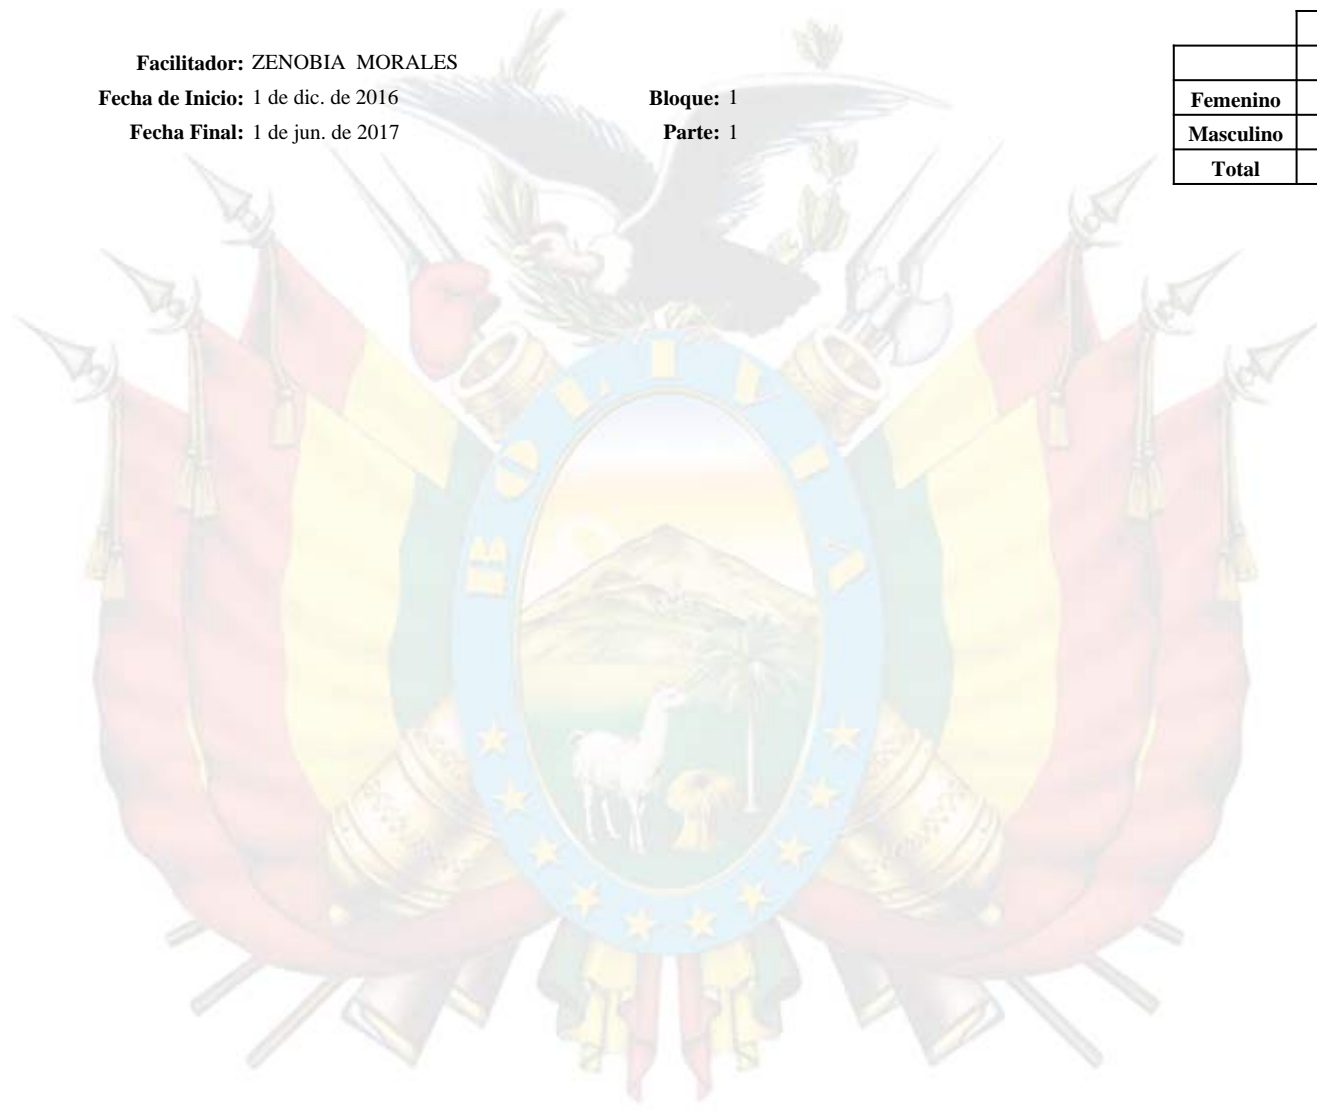 Facilitador: ZENOBIA MORALES
Fecha de Inicio: 1 de dic. de 2016 Bloque: 1
Fecha Final: 1 de jun. de 2017 Parte: 1
Femenino
Masculino
Total
BOLIVIA